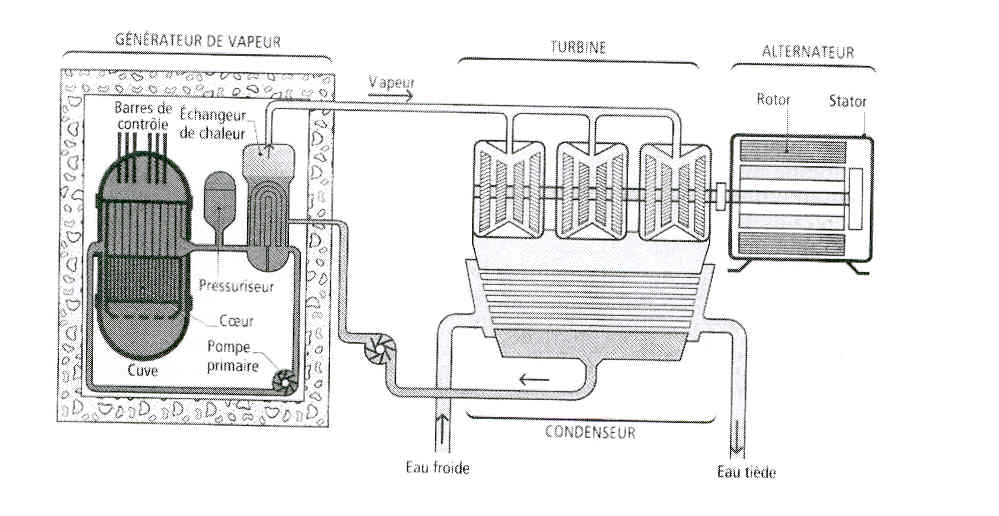 GÉNÉRATEUR DE VAPEUR
TURBINE
ALTERNATEUR
Vapeur
Rotor
Stator
Barres de
contrôle
Échangeur
de chaleur
Pressuriseur
Cœur
Pompe
primaire
Cuve
CONDENSEUR
Eau froide
Eau tiède